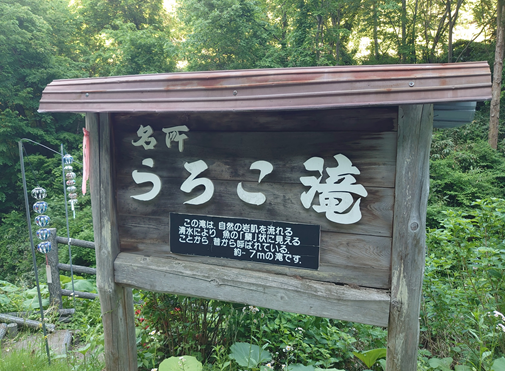 名所
うろこ滝
この滝は、自然の岩肌を流れる
清水により 魚の「鱗」状に見える
ことから 昔から呼ばれている。
約-7mの滝です。